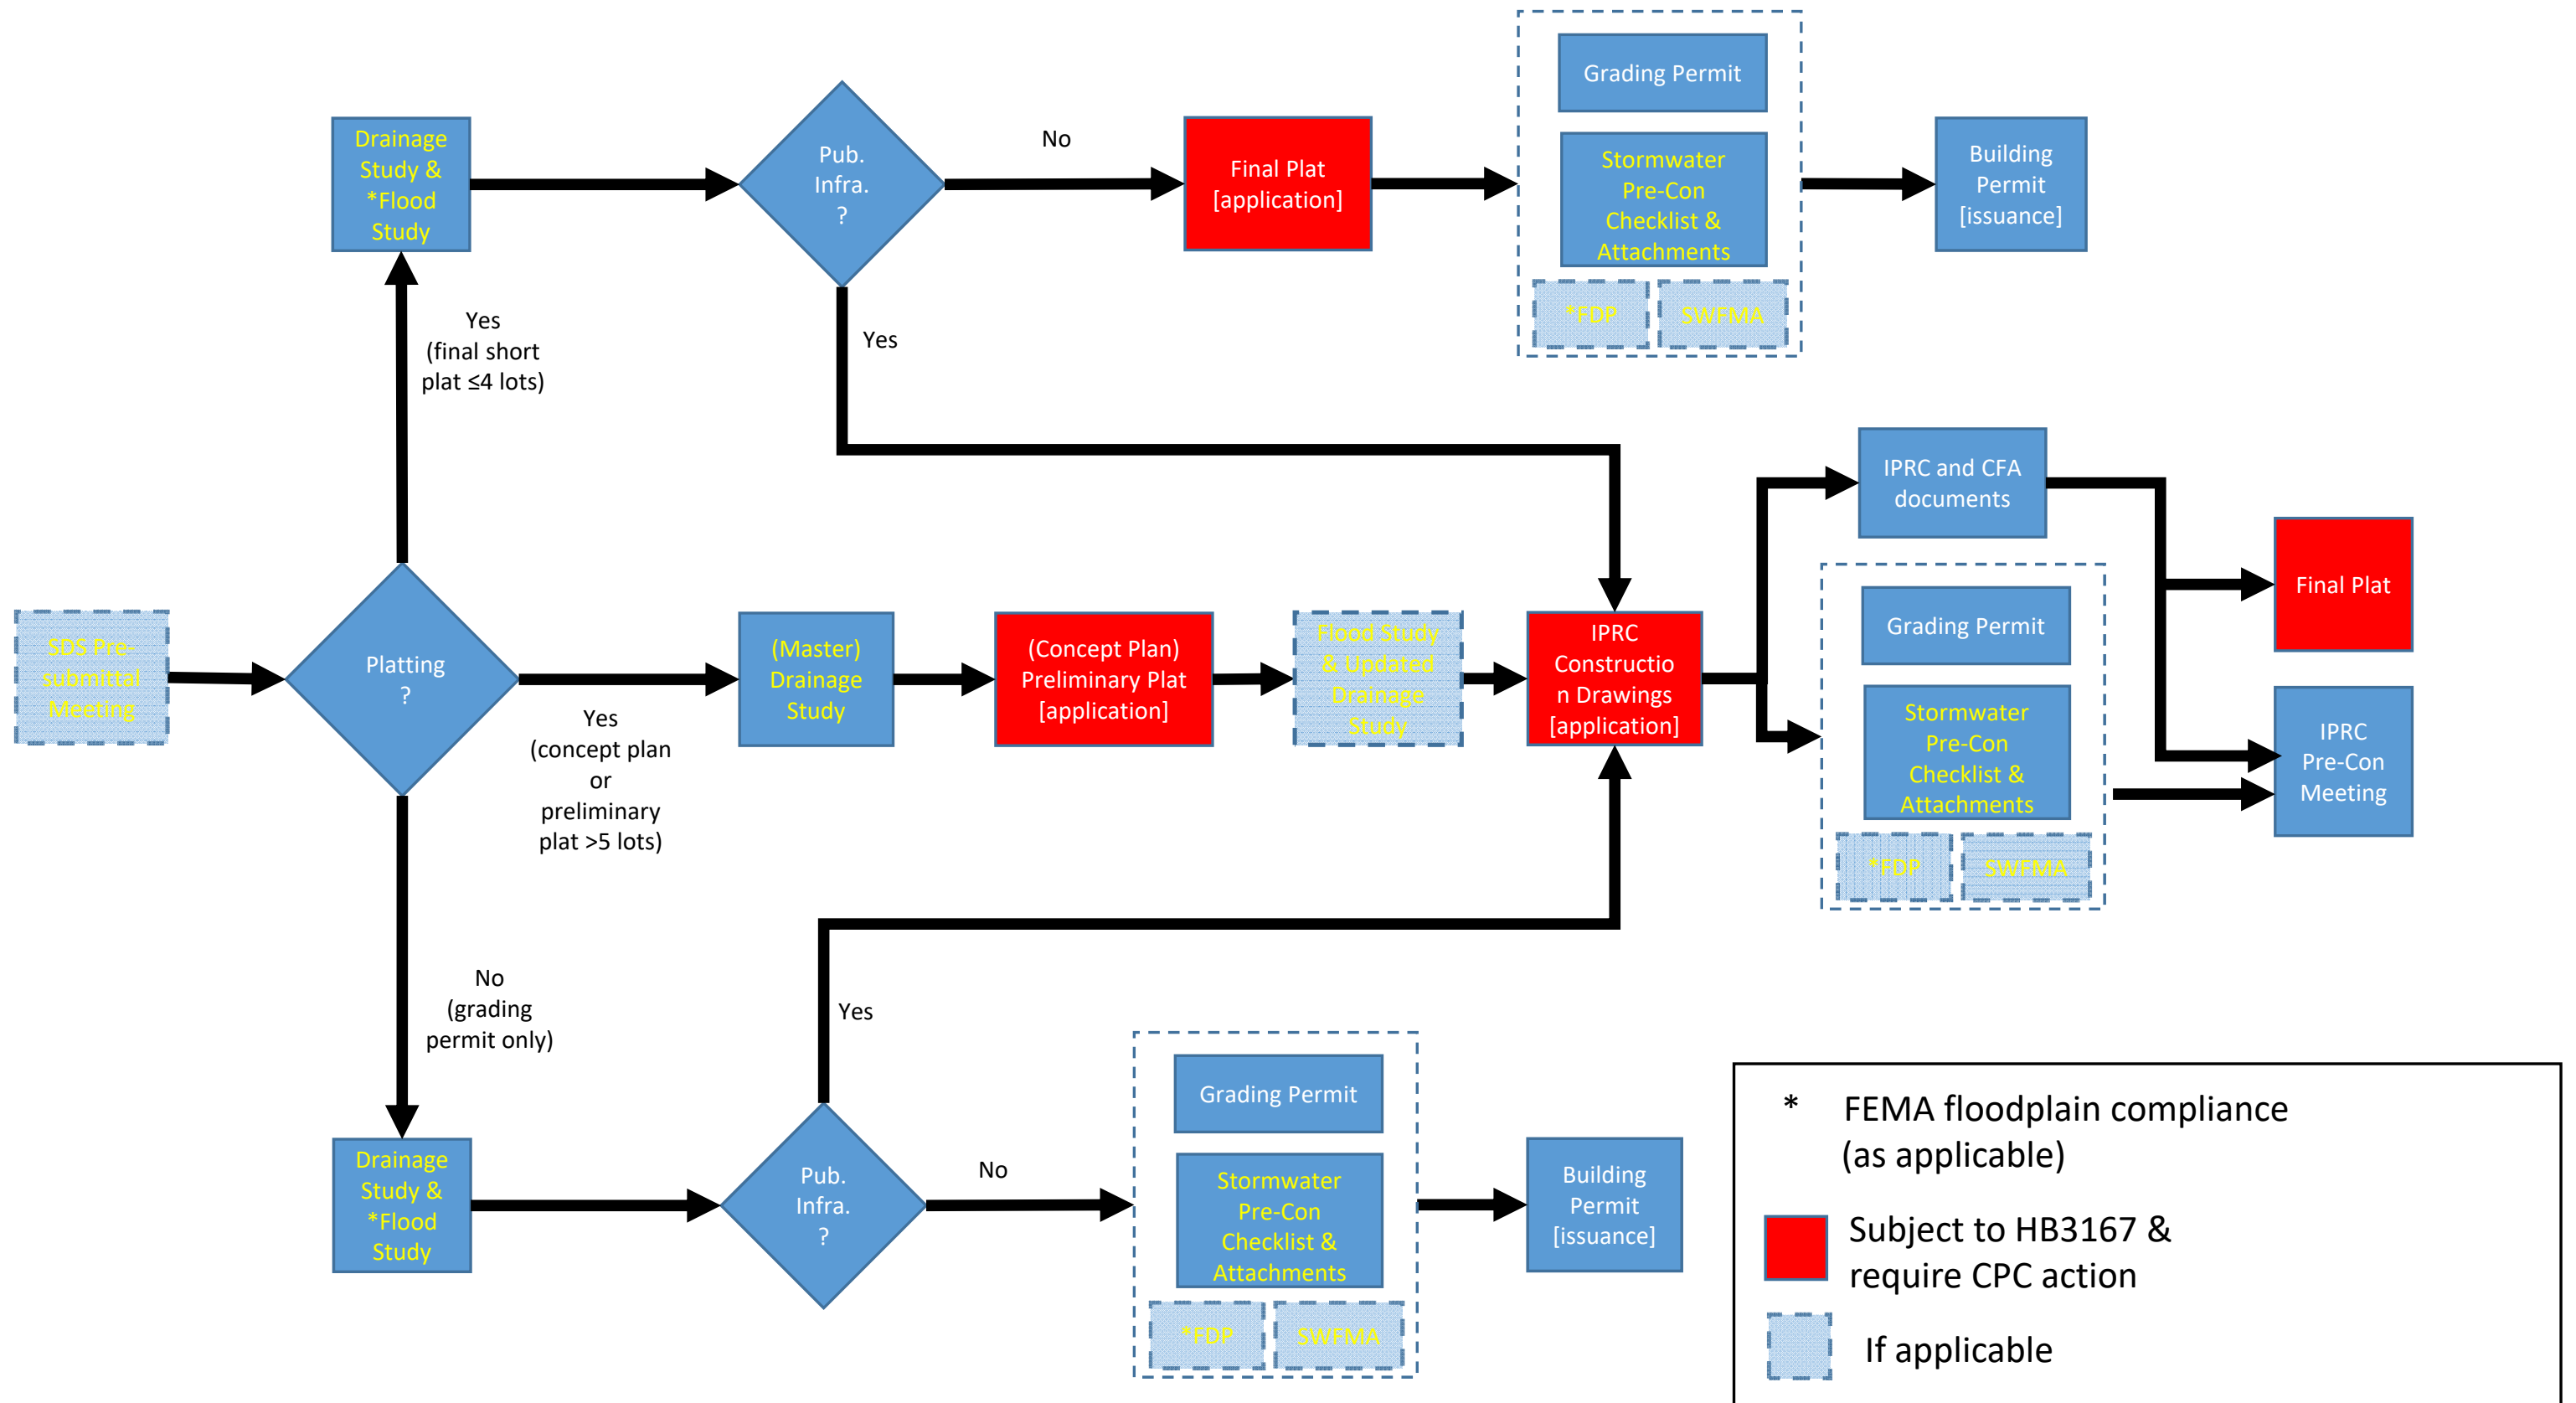 Grading Permit
Stormwater
Pre-Con
Checklist &
Attachments
*FDP
SWFMA
Drainage
Study &
*Flood
Study
Pub.
Infra.
?
No
Final Plat
[application]
Building
Permit
[issuance]
Yes
(final short
plat ≤4 lots)
Yes
IPRC and CFA
documents
Final Plat
SDS Pre-
submittal
Meeting
Platting
?
Yes
(concept plan
or
preliminary
plat >5 lots)
(Master)
Drainage
Study
(Concept Plan)
Preliminary Plat
[application]
Flood Study
& Updated
Drainage
Study
IPRC
Constructio
n Drawings
[application]
Grading Permit
Stormwater
Pre-Con
Checklist &
Attachments
*FDP
SWFMA
IPRC
Pre-Con
Meeting
No
(grading
permit only)
Yes
Drainage
Study &
*Flood
Study
Pub.
Infra.
?
No
Grading Permit
Stormwater
Pre-Con
Checklist &
Attachments
*FDP
SWFMA
Building
Permit
[issuance]
* FEMA floodplain compliance
(as applicable)
Subject to HB3167 &
require CPC action
If applicable